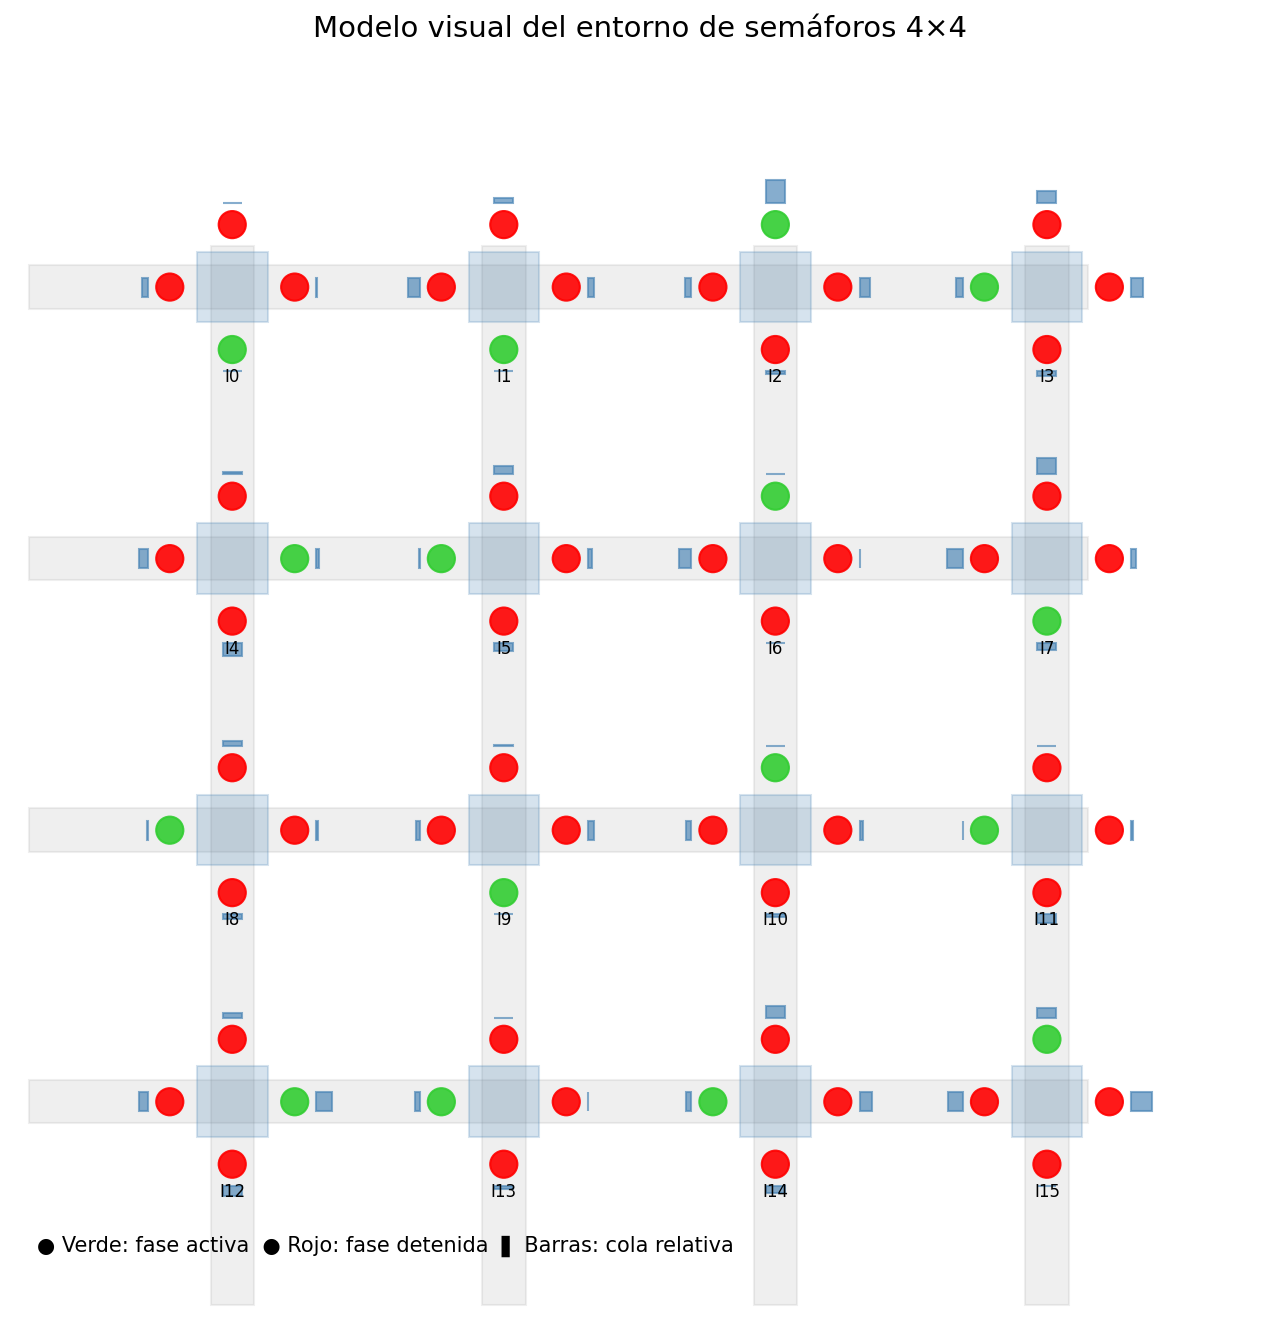 Modelo visual del entorno de semáforos 4×4
I0
I1
I2
I3
I4
I5
I6
I7
I8
I9
I10
I11
I12
I13
I14
I15
● Verde: fase activa ● Rojo: fase detenida ▌ Barras: cola relativa